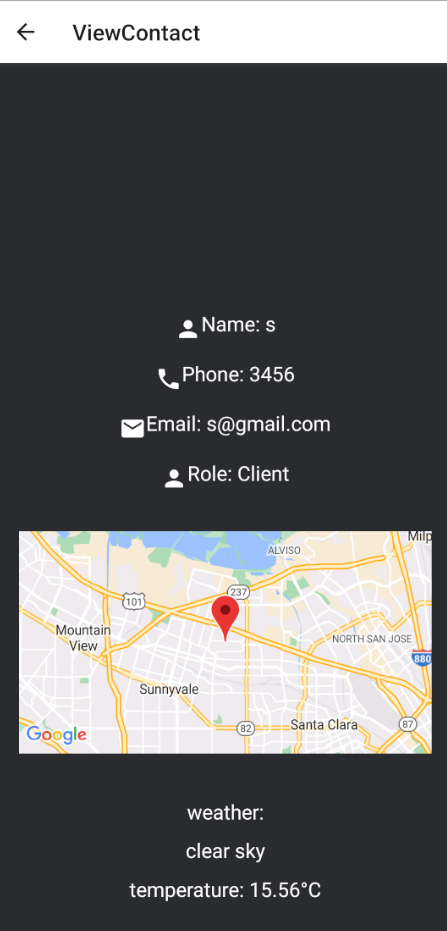 ViewContact
Name: s
Phone: 3456
Email: s@gmail.com
Role: Client
Milp
ALVISO
237
101
Mountain
View
NORTH SAN JOSE
880
Sunnyvale
Santa Clara
82
87
Google
weather:
clear sky
temperature: 15.56°C